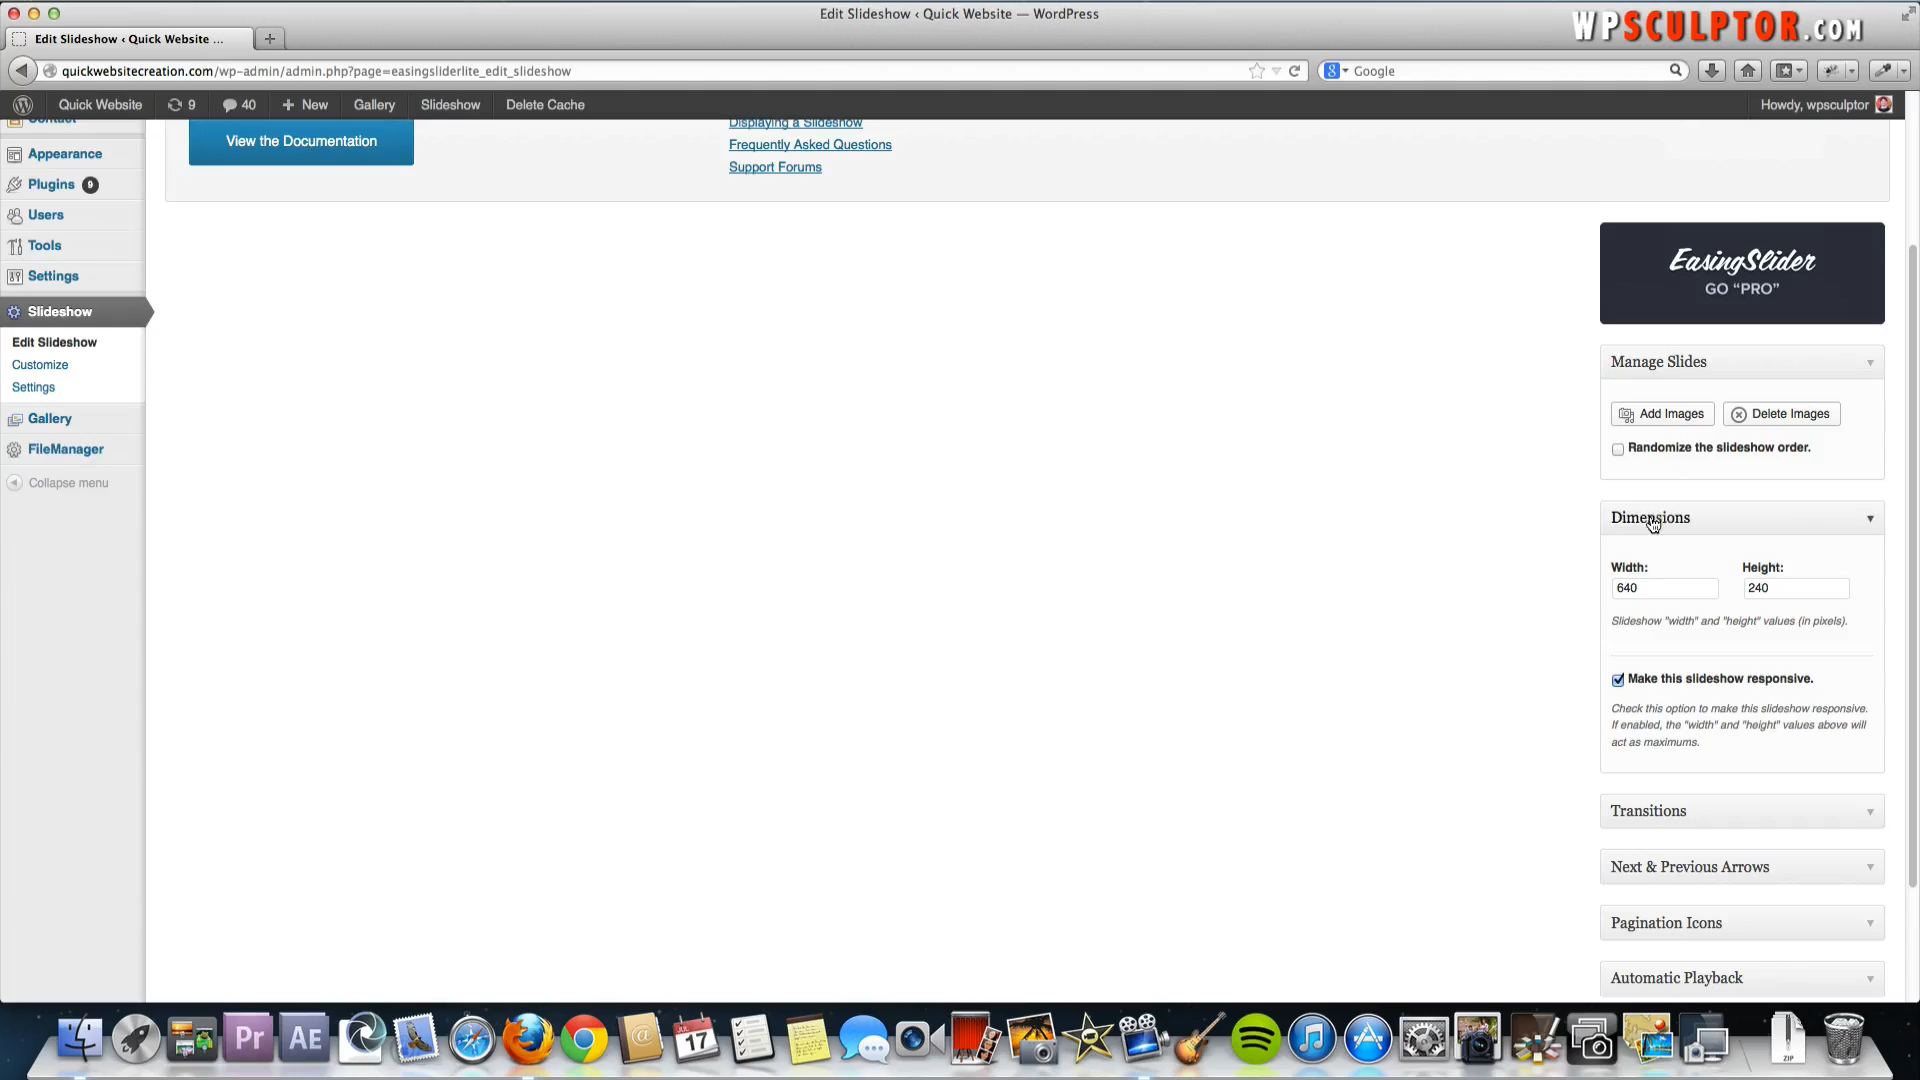 Edit Slideshow ‹ Quick Website — WordPress
WPSCULPTOR.COM
Edit Slideshow ‹ Quick Website ...
quickwebsitecreation.com/wp-admin/admin.php?page=easingsliderlite_edit_slideshow
Google
Quick Website
9
40
New
Gallery
Slideshow
Delete Cache
Howdy, wpsculptor
Contact
Appearance
Plugins 9
Users
Tools
Settings
Slideshow
Edit Slideshow
Customize
Settings
Gallery
FileManager
Collapse menu
View the Documentation
Displaying a Slideshow
Frequently Asked Questions
Support Forums
EasingSlider
GO “PRO”
Manage Slides
Add Images
Delete Images
Randomize the slideshow order.
Dimensions
Width:
Height:
640
240
Slideshow "width" and "height" values (in pixels).
Make this slideshow responsive.
Check this option to make this slideshow responsive.
If enabled, the "width" and "height" values above will
act as maximums.
Transitions
Next & Previous Arrows
Pagination Icons
Automatic Playback
Pr
AE
JUL
17
ZIP